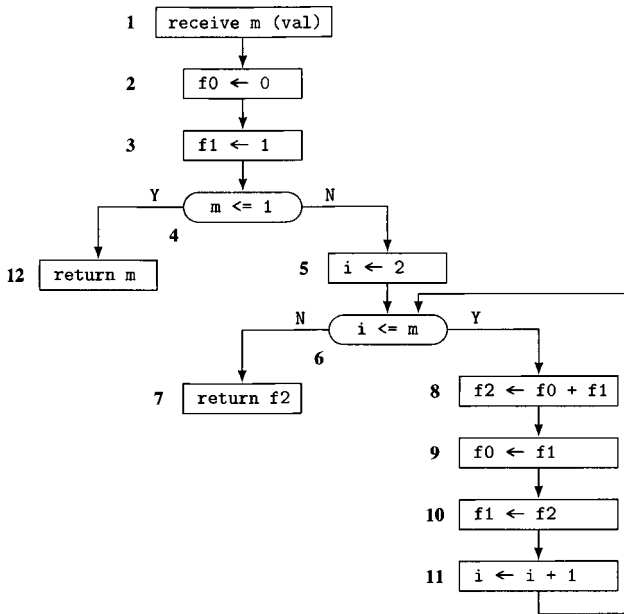 1 receive m (val)
2 f0 ← 0
3 f1 ← 1
Y m <= 1 N
4
12 return m
5 i ← 2
N i <= m Y
6
7 return f2
8 f2 ← f0 + f1
9 f0 ← f1
10 f1 ← f2
11 i ← i + 1